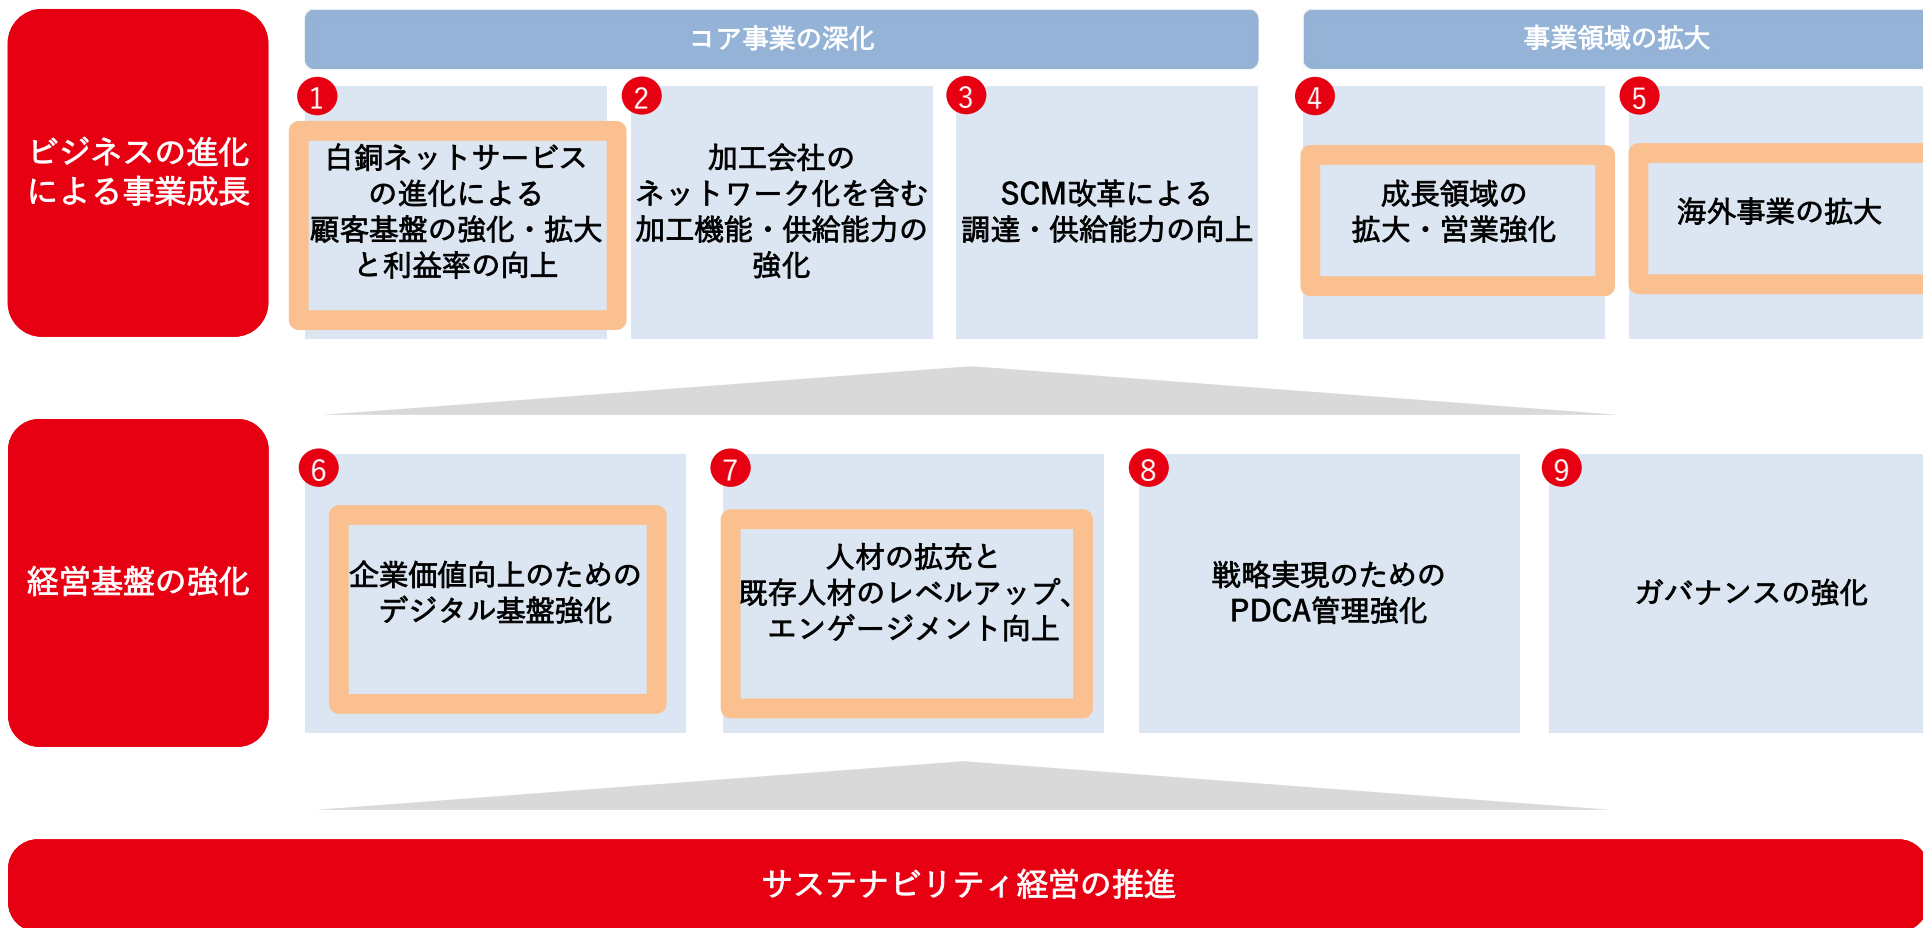 コア事業の深化
事業領域の拡大
ビジネスの進化
による事業成長
1
白銅ネットサービス
の進化による
顧客基盤の強化・拡大
と利益率の向上
2
加工会社の
ネットワーク化を含む
加工機能・供給能力の
強化
3
SCM改革による
調達・供給能力の向上
4
成長領域の
拡大・営業強化
5
海外事業の拡大
経営基盤の強化
6
企業価値向上のための
デジタル基盤強化
7
人材の拡充と
既存人材のレベルアップ、
エンゲージメント向上
8
戦略実現のための
PDCA管理強化
9
ガバナンスの強化
サステナビリティ経営の推進